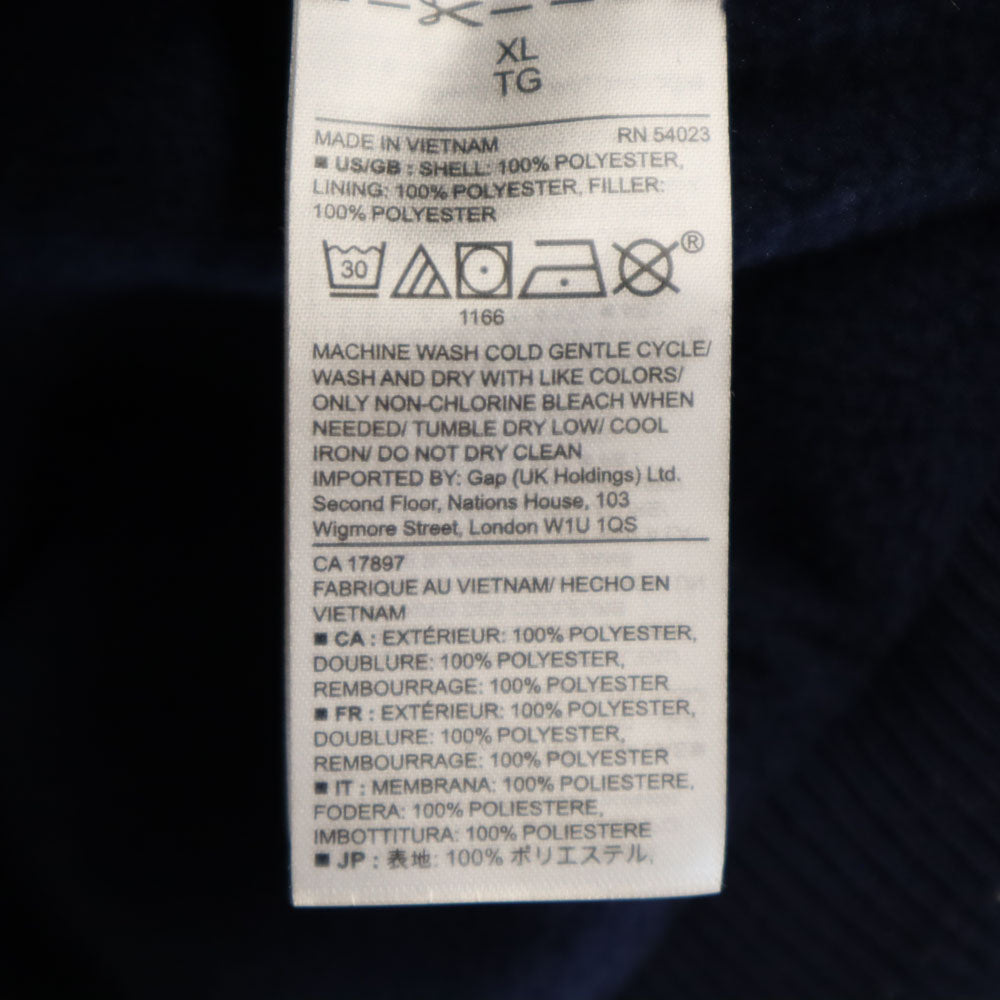 XL
TG
MADE IN VIETNAM RN 54023
■ US/GB : SHELL: 100% POLYESTER,
LINING: 100% POLYESTER, FILLER:
100% POLYESTER
30 ®
1166
MACHINE WASH COLD GENTLE CYCLE/
WASH AND DRY WITH LIKE COLORS/
ONLY NON-CHLORINE BLEACH WHEN
NEEDED/ TUMBLE DRY LOW/ COOL
IRON/ DO NOT DRY CLEAN
IMPORTED BY: Gap (UK Holdings) Ltd.
Second Floor, Nations House, 103
Wigmore Street, London W1U 1QS
CA 17897
FABRIQUE AU VIETNAM/ HECHO EN
VIETNAM
■ CA : EXTÉRIEUR: 100% POLYESTER,
DOUBLURE: 100% POLYESTER,
REMBOURRAGE: 100% POLYESTER
■ FR : EXTÉRIEUR: 100% POLYESTER,
DOUBLURE: 100% POLYESTER,
REMBOURRAGE: 100% POLYESTER
■ IT : MEMBRANA: 100% POLIESTERE,
FODERA: 100% POLIESTERE,
IMBOTTITURA: 100% POLIESTERE
■ JP : 表地: 100% ポリエステル,